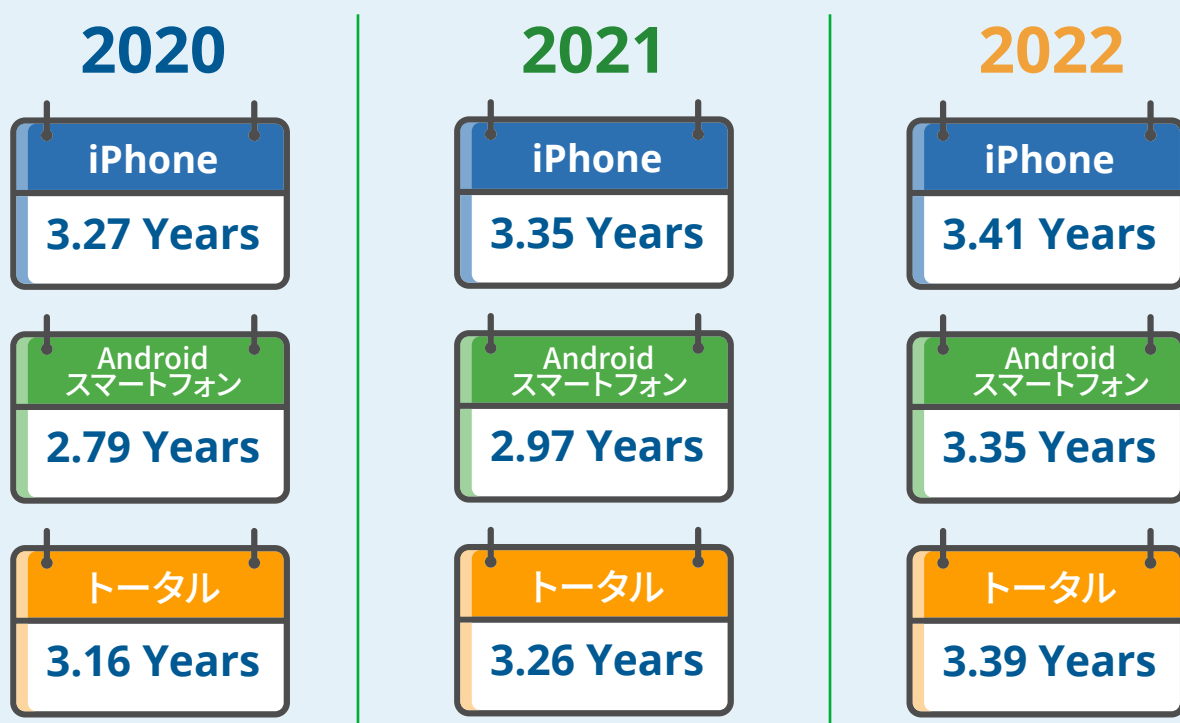 2020
iPhone
3.27 Years
Android
スマートフォン
2.79 Years
トータル
3.16 Years
2021
iPhone
3.35 Years
Android
スマートフォン
2.97 Years
トータル
3.26 Years
2022
iPhone
3.41 Years
Android
スマートフォン
3.35 Years
トータル
3.39 Years